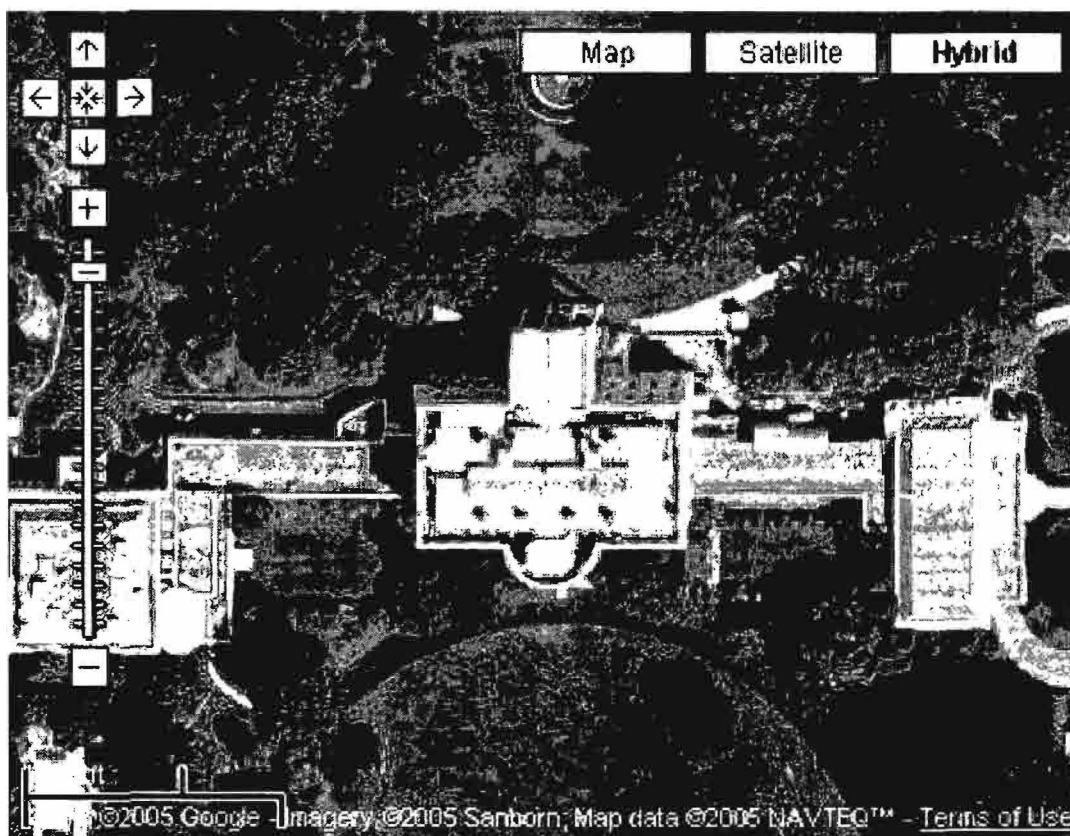 Map Satellite Hybrid
©2005 Google - Imagery ©2005 Sanborn, Map data ©2005 NAVTEQ™ - Terms of Use